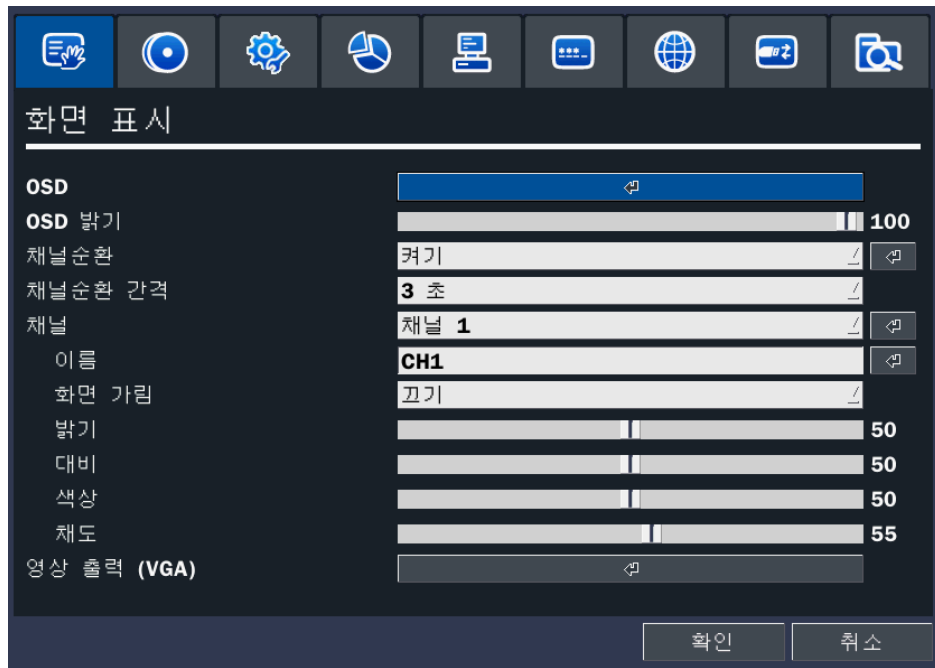 화면 표시
OSD
OSD 밝기 100
채널순환 켜기
채널순환 간격 3 초
채널 채널 1
이름 CH1
화면 가림 끄기
밝기 50
대비 50
색상 50
채도 55
영상 출력 (VGA)
확인 취소